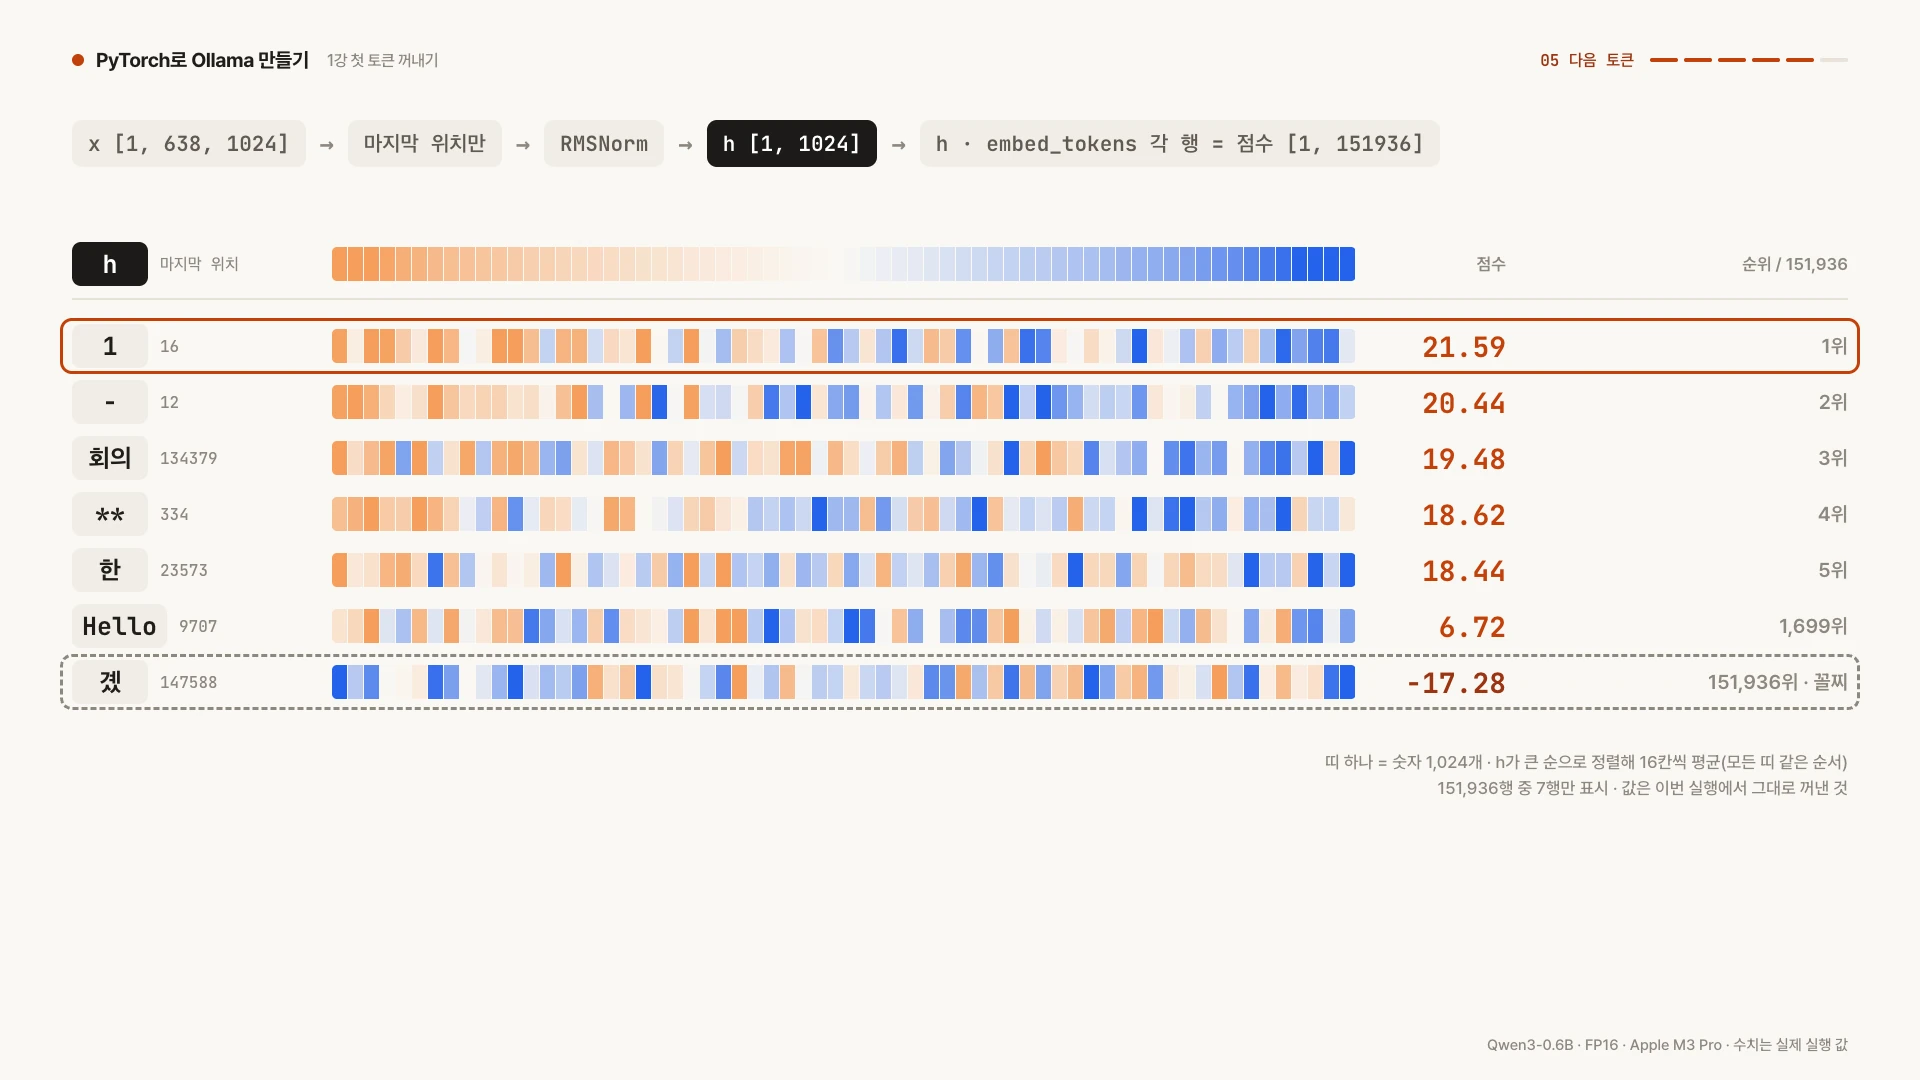 PyTorch로 Ollama 만들기 1강 첫 토큰 꺼내기
05 다음 토큰
x [1, 638, 1024] → 마지막 위치만 → RMSNorm → h [1, 1024] → h · embed_tokens 각 행 = 점수 [1, 151936]
h 마지막 위치 점수 순위 / 151,936
1 16 21.59 1위
- 12 20.44 2위
회의 134379 19.48 3위
** 334 18.62 4위
한 23573 18.44 5위
Hello 9707 6.72 1,699위
147588 -17.28 151,936위 · 꼴찌
띠 하나 = 숫자 1,024개 · h가 큰 순으로 정렬해 16칸씩 평균(모든 띠 같은 순서)
151,936행 중 7행만 표시 · 값은 이번 실행에서 그대로 꺼낸 것
Qwen3-0.6B · FP16 · Apple M3 Pro · 수치는 실제 실행 값